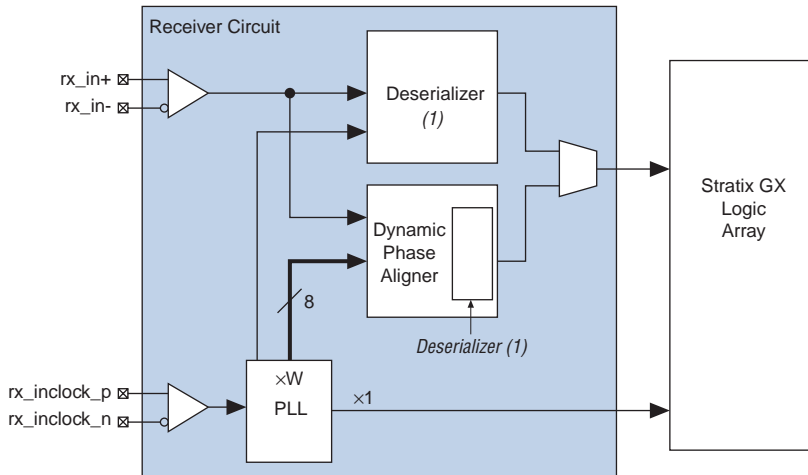 Receiver Circuit
rx_in+
rx_in-
Deserializer
(1)
Stratix GX
Logic
Array
Dynamic
Phase
Aligner
8
Deserializer (1)
rx_inclock_p
rx_inclock_n
×W
PLL
×1